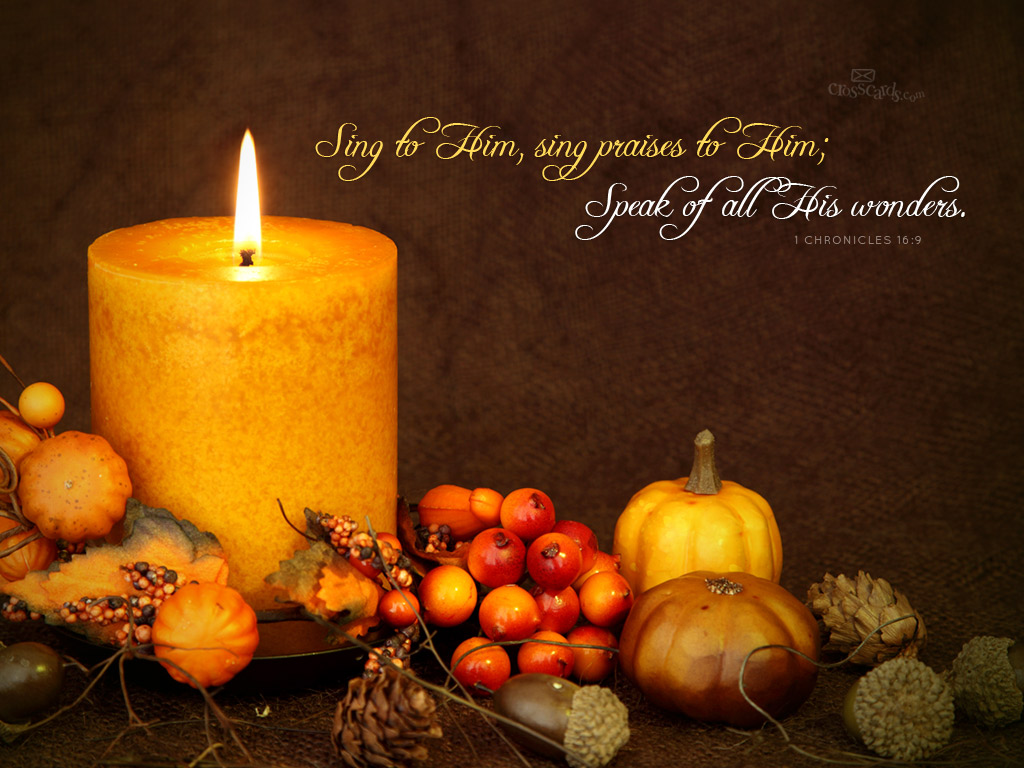 crosscards.com
Sing to Him, sing praises to Him;
Speak of all His wonders.
1 CHRONICLES 16:9